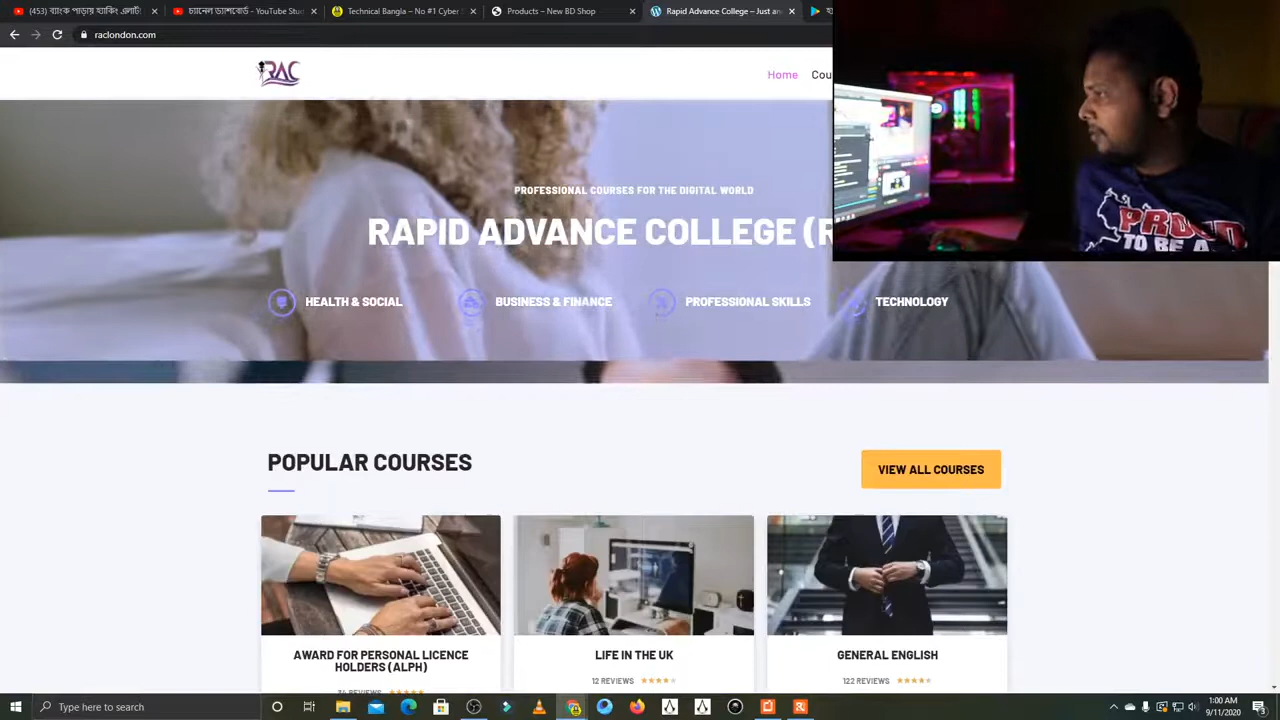 (453) ব্যাংক পাড়ায় হ্যাকিং এলার্ট!
চ্যানেল ড্যাশবোর্ড - YouTube Stud
Technical Bangla – No #1 Cyber S
Products – New BD Shop
Rapid Advance College – Just an
raclondon.com
RAC
Home
Cou
PROFESSIONAL COURSES FOR THE DIGITAL WORLD
RAPID ADVANCE COLLEGE (R
HEALTH & SOCIAL
BUSINESS & FINANCE
PROFESSIONAL SKILLS
TECHNOLOGY
PROUD
TO BE A
POPULAR COURSES
VIEW ALL COURSES
AWARD FOR PERSONAL LICENCE
HOLDERS (ALPH)
34 REVIEWS
LIFE IN THE UK
12 REVIEWS
GENERAL ENGLISH
122 REVIEWS
Type here to search
1:00 AM
9/11/2020